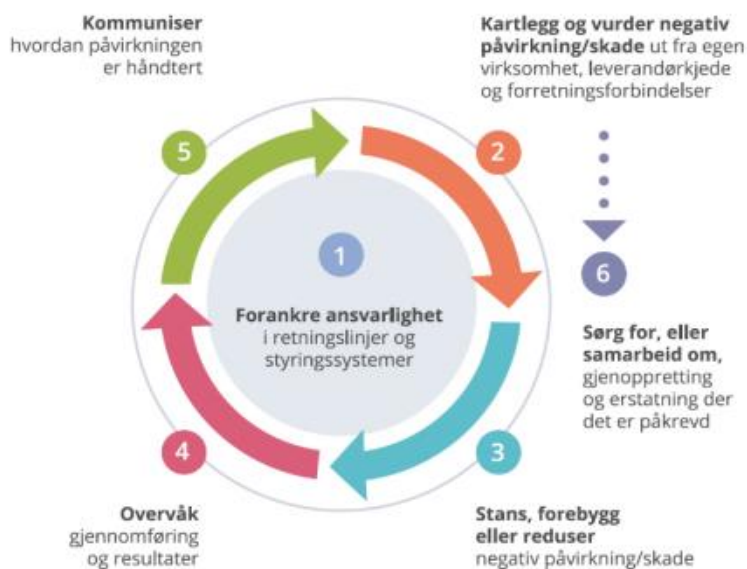 Kommuniser
hvordan påvirkningen
er håndtert
5
Kartlegg og vurder negativ
påvirkning/skade ut fra egen
virksomhet, leverandørkjede
og forretningsforbindelser
2
1
Forankre ansvarlighet
i retningslinjer og
styringssystemer
6
Sørg for, eller
samarbeid om,
gjenoppretting
og erstatning der
det er påkrevd
4
Overvåk
gjennomføring
og resultater
3
Stans, forebygg
eller reduser
negativ påvirkning/skade